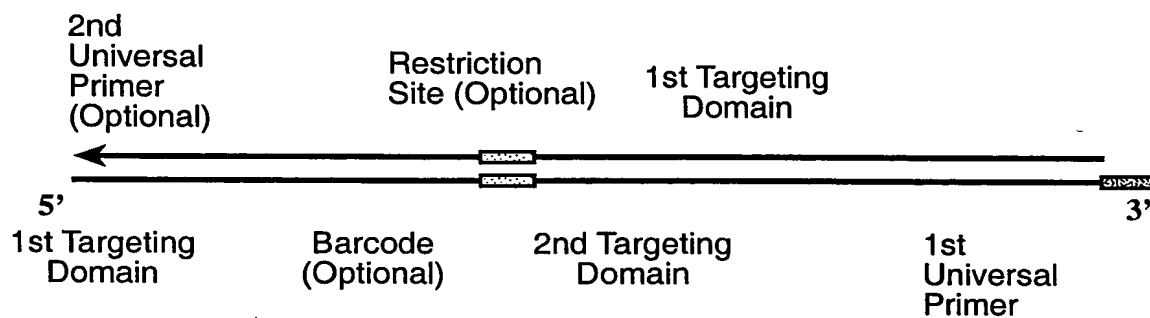 2nd
Universal
Primer
(Optional)
Restriction
Site (Optional)
1st Targeting
Domain
5’
3’
1st Targeting
Domain
Barcode
(Optional)
2nd Targeting
Domain
1st
Universal
Primer